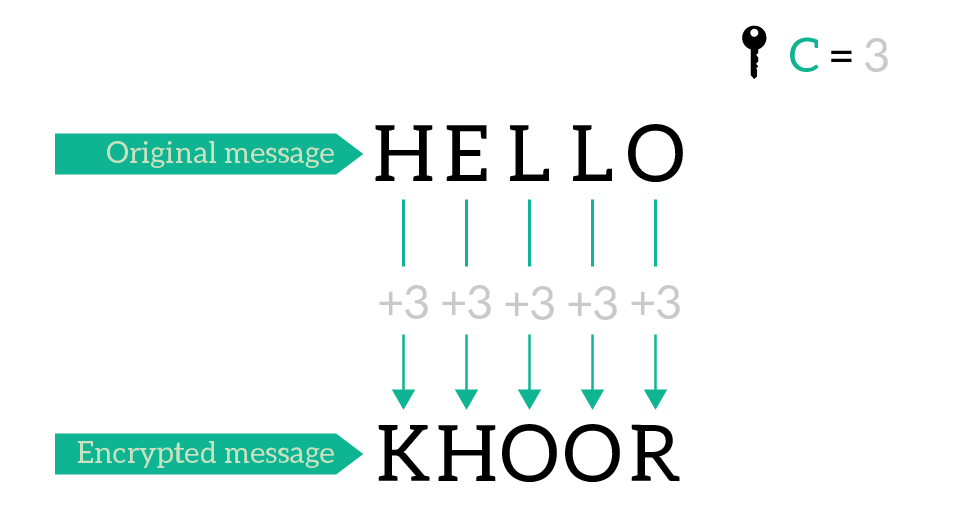 C = 3
Original message HELLO
+3 +3 +3 +3 +3
Encrypted message KHOOR